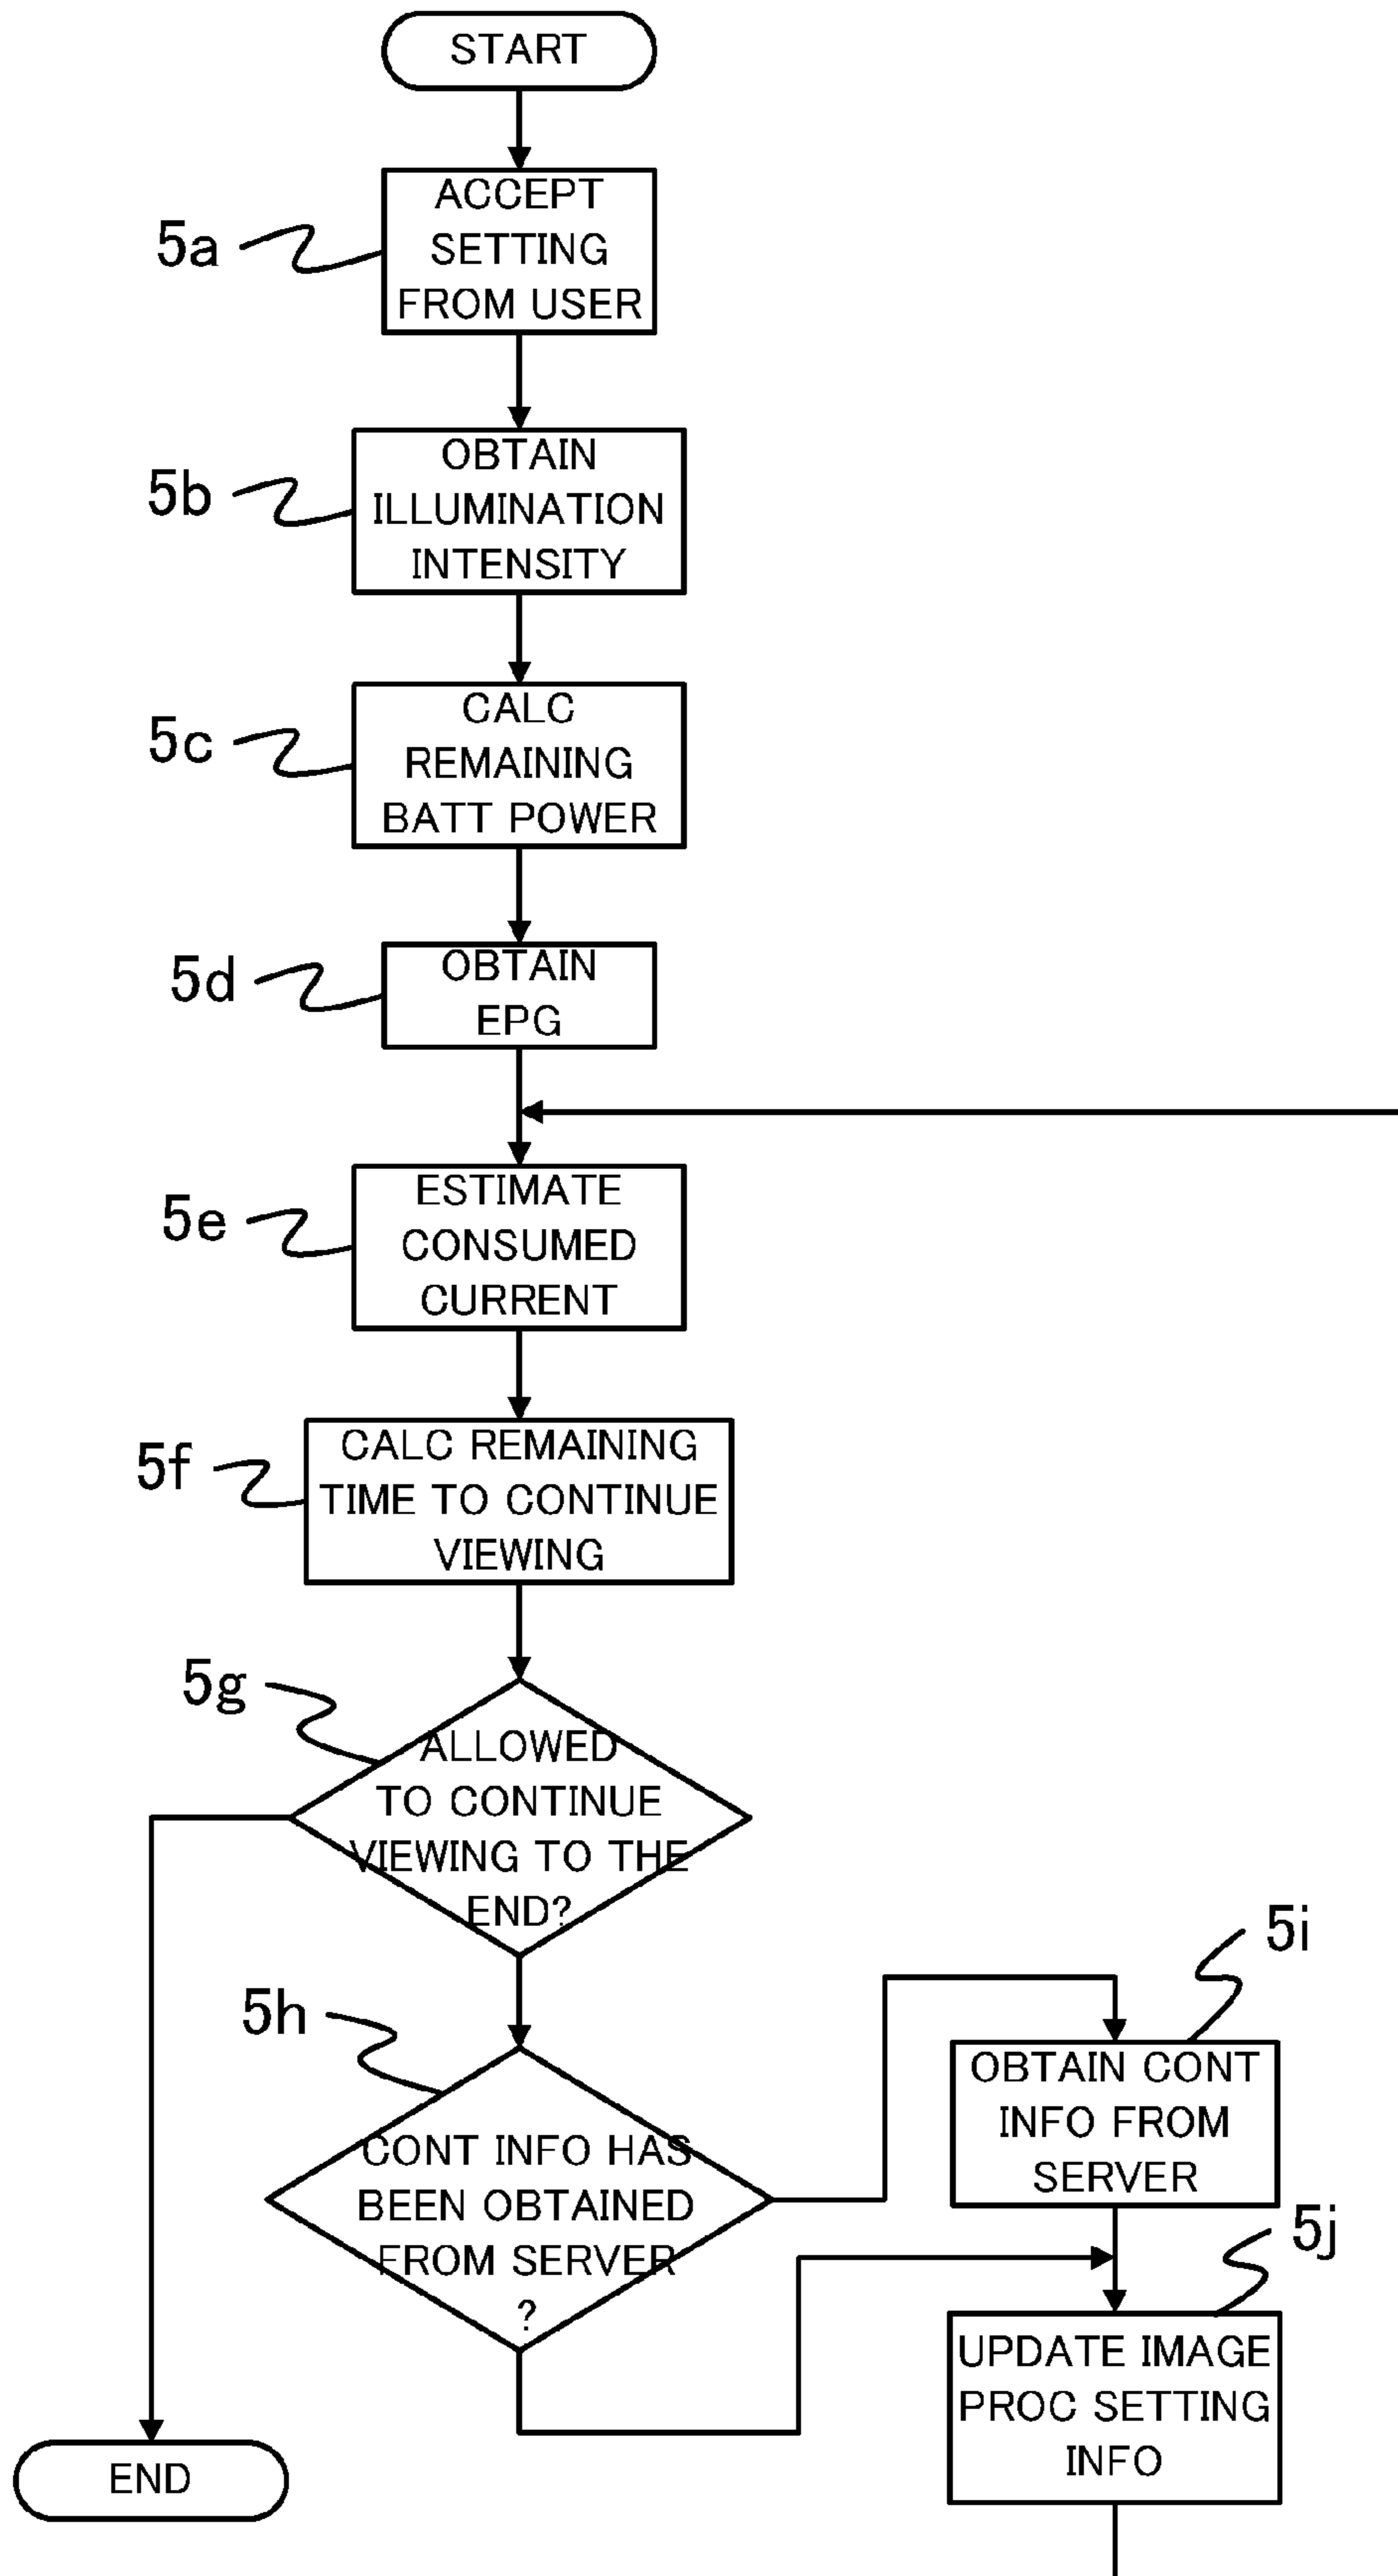 START
5a
ACCEPT
SETTING
FROM USER
5b
OBTAIN
ILLUMINATION
INTENSITY
5c
CALC
REMAINING
BATT POWER
5d
OBTAIN
EPG
5e
ESTIMATE
CONSUMED
CURRENT
5f
CALC REMAINING
TIME TO CONTINUE
VIEWING
5g
ALLOWED
TO CONTINUE
VIEWING TO THE
END?
5h
CONT INFO HAS
BEEN OBTAINED
FROM SERVER
?
5i
OBTAIN CONT
INFO FROM
SERVER
5j
UPDATE IMAGE
PROC SETTING
INFO
END